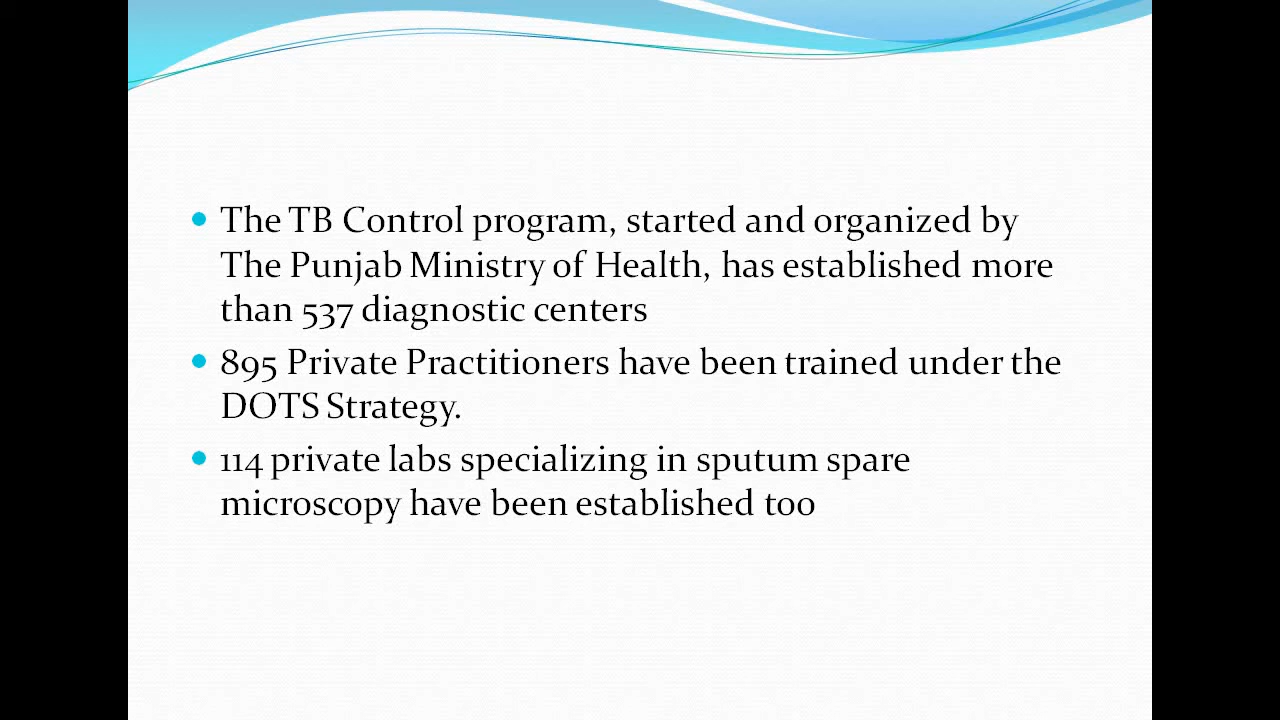 • The TB Control program, started and organized by
The Punjab Ministry of Health, has established more
than 537 diagnostic centers
• 895 Private Practitioners have been trained under the
DOTS Strategy.
• 114 private labs specializing in sputum spare
microscopy have been established too